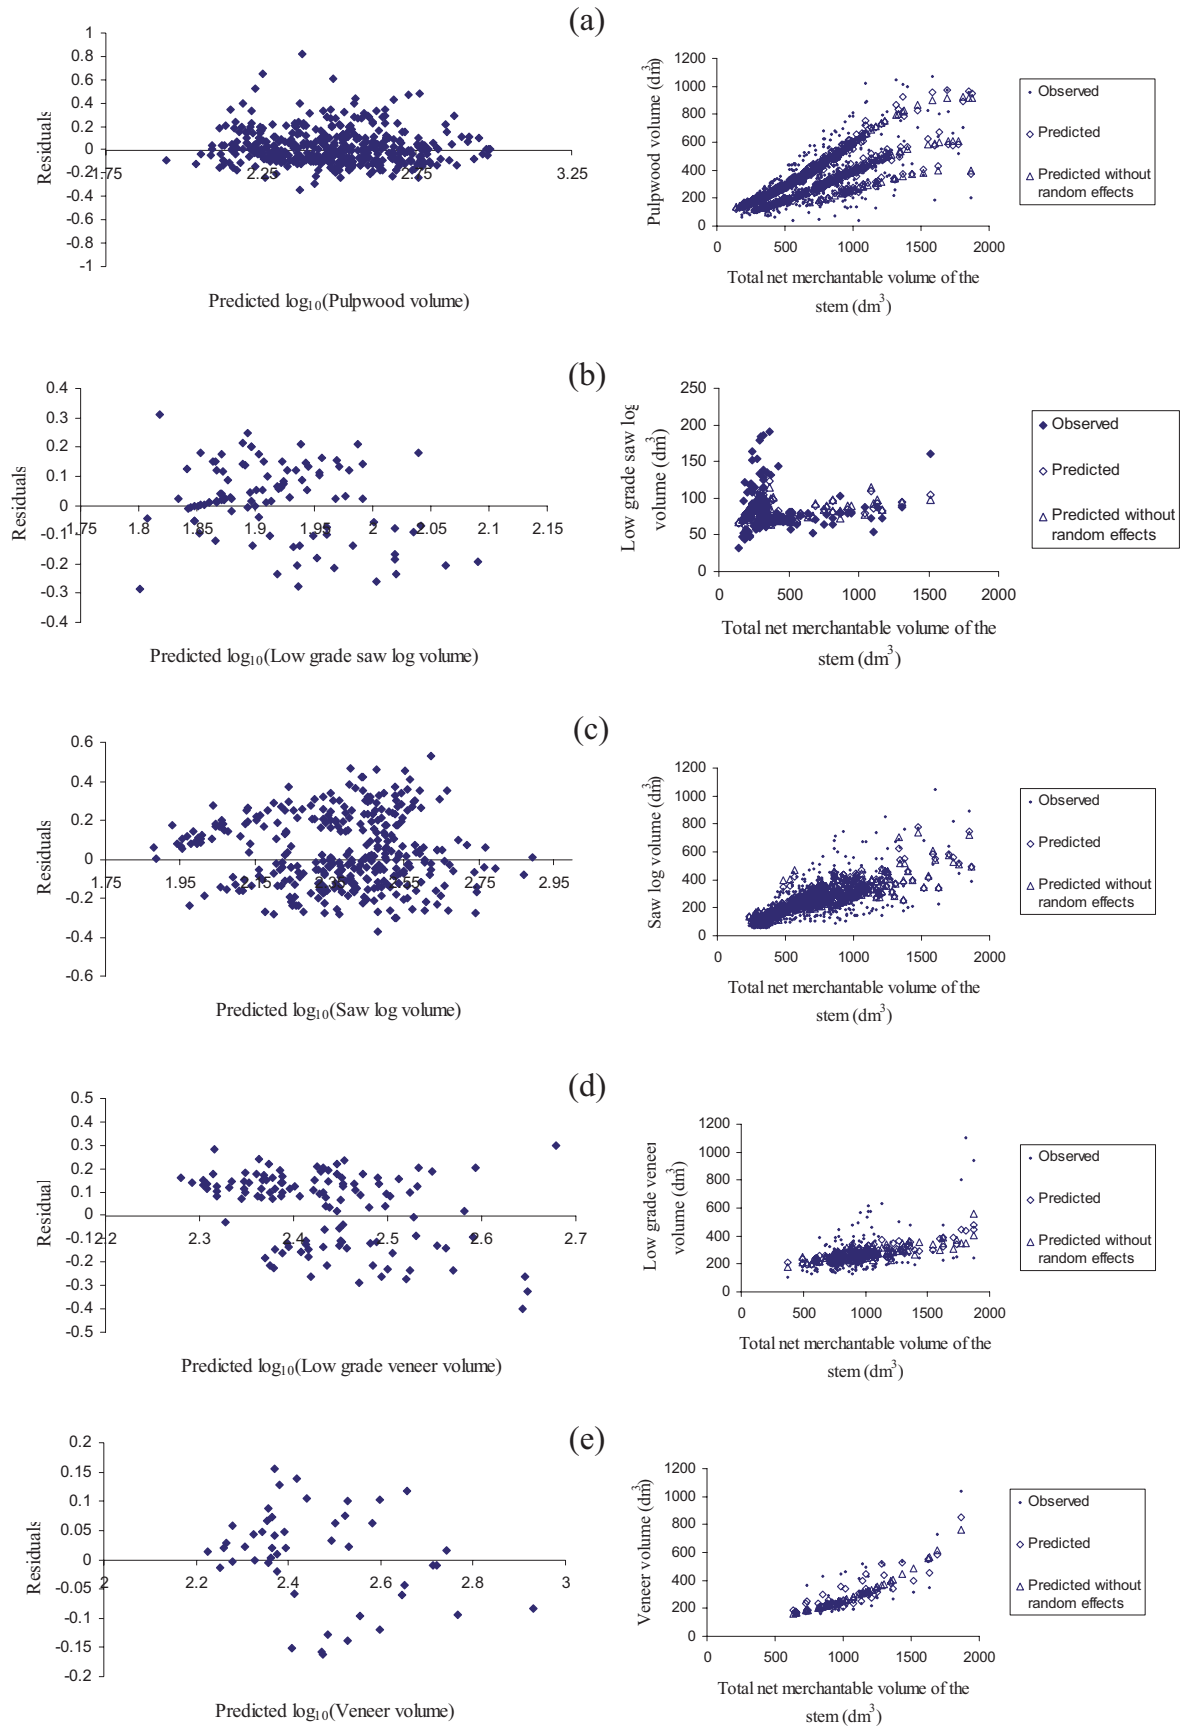 (a)
1
0.8
0.6
0.4
0.2
0
-0.2
-0.4
-0.6
-0.8
-1
1.75
2.25
2.75
3.25
Residuals
Predicted log10(Pulpwood volume)
1200
1000
800
600
400
200
0
0 500 1000 1500 2000
Pulpwood volume (dm3)
Total net merchantable volume of the
stem (dm3)
Observed
Predicted
Predicted without
random effects
(b)
0.4
0.3
0.2
0.1
0
-0.1
-0.2
-0.3
-0.4
1.75 1.8 1.85 1.9 1.95 2 2.05 2.1 2.15
Residuals
Predicted log10(Low grade saw log volume)
250
200
150
100
50
0
0 500 1000 1500 2000
Low grade saw log
volume (dm3)
Total net merchantable volume of the
stem (dm3)
Observed
Predicted
Predicted without
random effects
(c)
0.6
0.4
0.2
0
-0.2
-0.4
-0.6
1.75 1.95 2.15 2.35 2.55 2.75 2.95
Residuals
Predicted log10(Saw log volume)
1200
1000
800
600
400
200
0
0 500 1000 1500 2000
Saw log volume (dm3)
Total net merchantable volume of the
stem (dm3)
Observed
Predicted
Predicted without
random effects
(d)
0.5
0.4
0.3
0.2
0.1
0
-0.1
-0.2
-0.3
-0.4
-0.5
2.2 2.3 2.4 2.5 2.6 2.7
Residual
Predicted log10(Low grade veneer volume)
1200
1000
800
600
400
200
0
0 500 1000 1500 2000
Low grade veneer
volume (dm3)
Total net merchantable volume of the
stem (dm3)
Observed
Predicted
Predicted without
random effects
(e)
0.2
0.15
0.1
0.05
0
-0.05
-0.1
-0.15
-0.2
2 2.2 2.4 2.6 2.8 3
Residuals
Predicted log10(Veneer volume)
1200
1000
800
600
400
200
0
0 500 1000 1500 2000
Veneer volume (dm3)
Total net merchantable volume of the
stem (dm3)
Observed
Predicted
Predicted without
random effects